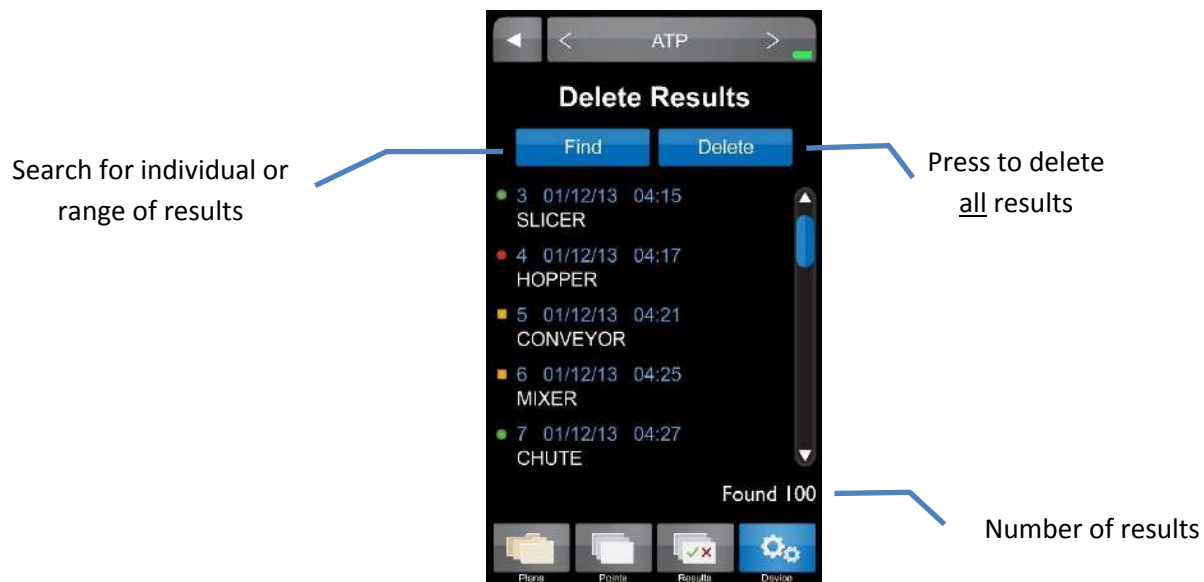 < ATP >
Delete Results
Find Delete
Search for individual or
range of results
Press to delete
all results
3 01/12/13 04:15
SLICER
4 01/12/13 04:17
HOPPER
5 01/12/13 04:21
CONVEYOR
6 01/12/13 04:25
MIXER
7 01/12/13 04:27
CHUTE
Found 100
Number of results
Plans Points Results Device